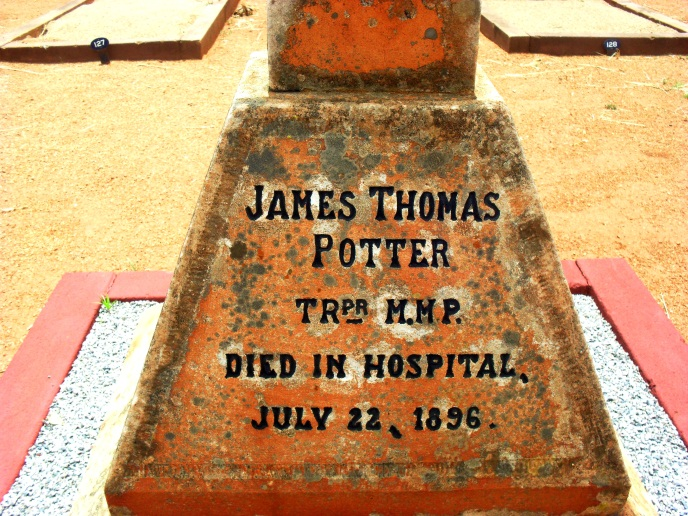 127
128
JAMES THOMAS
POTTER
TRPR M.M.P.
DIED IN HOSPITAL,
JULY 22, 1896.